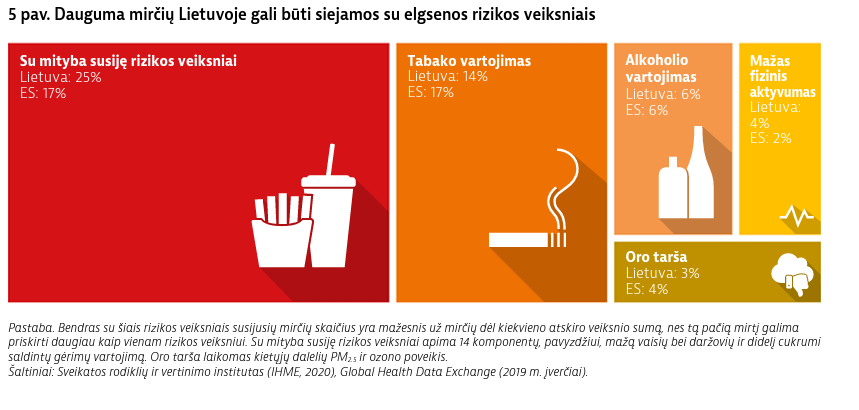 5 pav. Dauguma mirčių Lietuvoje gali būti siejamos su elgsenos rizikos veiksniais
Su mityba susiję rizikos veiksniai
Lietuva: 25%
ES: 17%
Tabako vartojimas
Lietuva: 14%
ES: 17%
Alkoholio
vartojimas
Lietuva: 6%
ES: 6%
Mažas
fizinis
aktyvumas
Lietuva:
4%
ES: 2%
Oro tarša
Lietuva: 3%
ES: 4%
Pastaba. Bendras su šiais rizikos veiksniais susijusių mirčių skaičius yra mažesnis už mirčių dėl kiekvieno atskiro veiksnio sumą, nes tą pačią mirtį galima
priskirti daugiau kaip vienam rizikos veiksniui. Su mityba susiję rizikos veiksniai apima 14 komponentų, pavyzdžiui, mažą vaisių bei daržovių ir didelį cukrumi
saldintų gėrimų vartojimą. Oro tarša laikomas kietųjų dalelių PM2.5 ir ozono poveikis.
Šaltiniai: Sveikatos rodiklių ir vertinimo institutas (IHME, 2020), Global Health Data Exchange (2019 m. įverčiai).